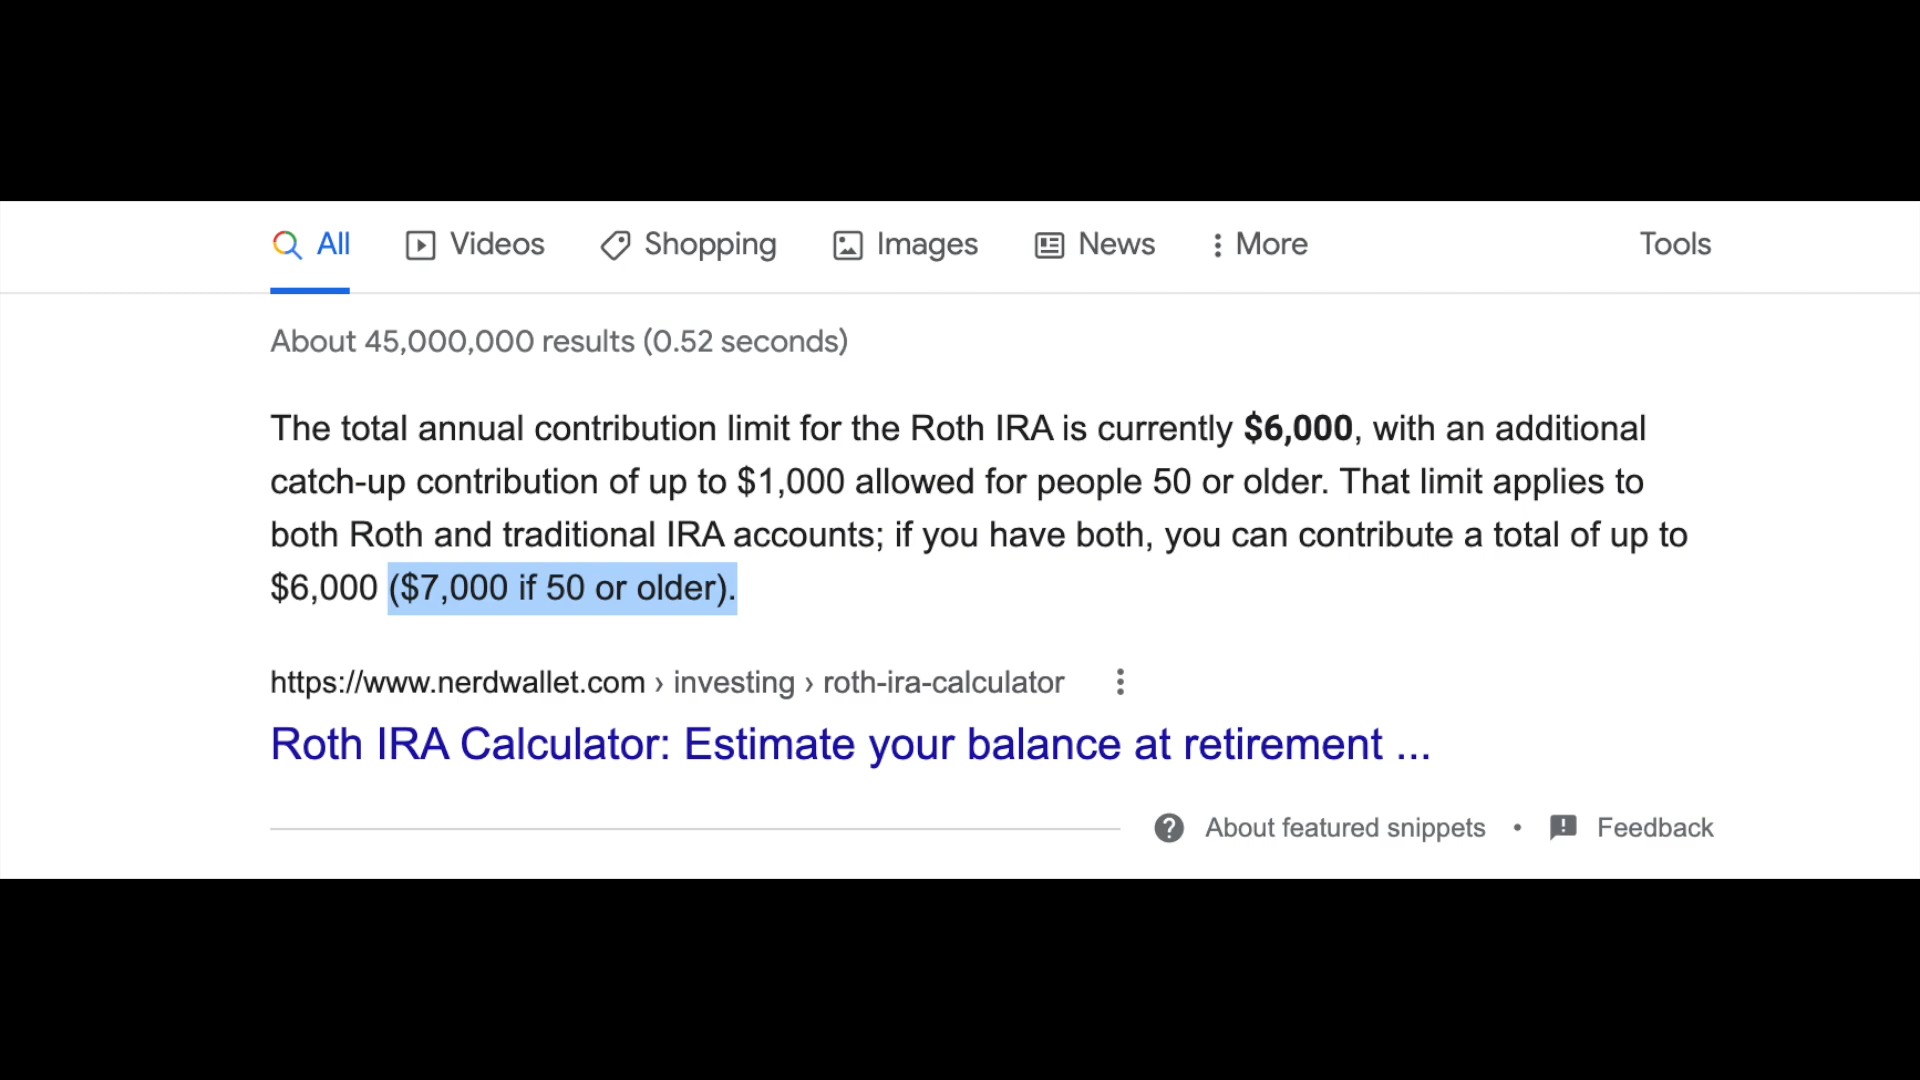 All Videos Shopping Images News More Tools
About 45,000,000 results (0.52 seconds)
The total annual contribution limit for the Roth IRA is currently $6,000, with an additional
catch-up contribution of up to $1,000 allowed for people 50 or older. That limit applies to
both Roth and traditional IRA accounts; if you have both, you can contribute a total of up to
$6,000 ($7,000 if 50 or older).
https://www.nerdwallet.com › investing › roth-ira-calculator
Roth IRA Calculator: Estimate your balance at retirement ...
About featured snippets • Feedback